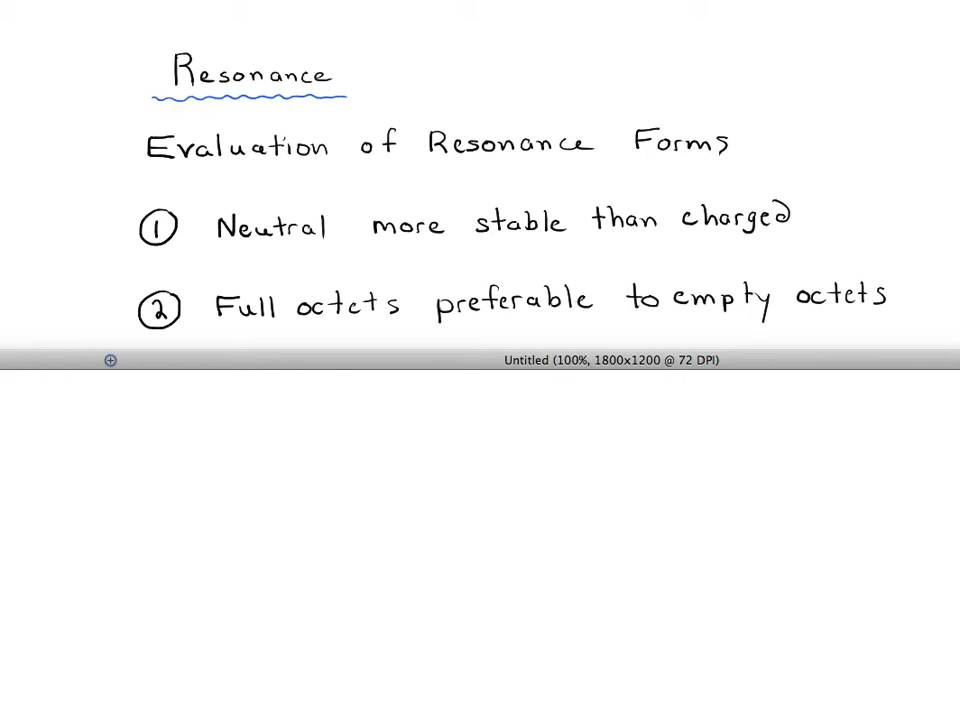 Resonance
Evaluation of Resonance Forms
① Neutral more stable than charged
② Full octets preferable to empty octets
Untitled (100%, 1800x1200 @ 72 DPI)